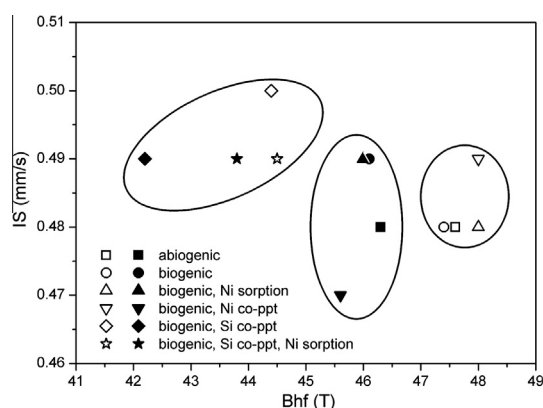 0.51
0.50
0.49
0.48
0.47
0.46
IS (mm/s)
abiogenic
biogenic
biogenic, Ni sorption
biogenic, Ni co-ppt
biogenic, Si co-ppt
biogenic, Si co-ppt, Ni sorption
41 42 43 44 45 46 47 48 49
Bhf (T)